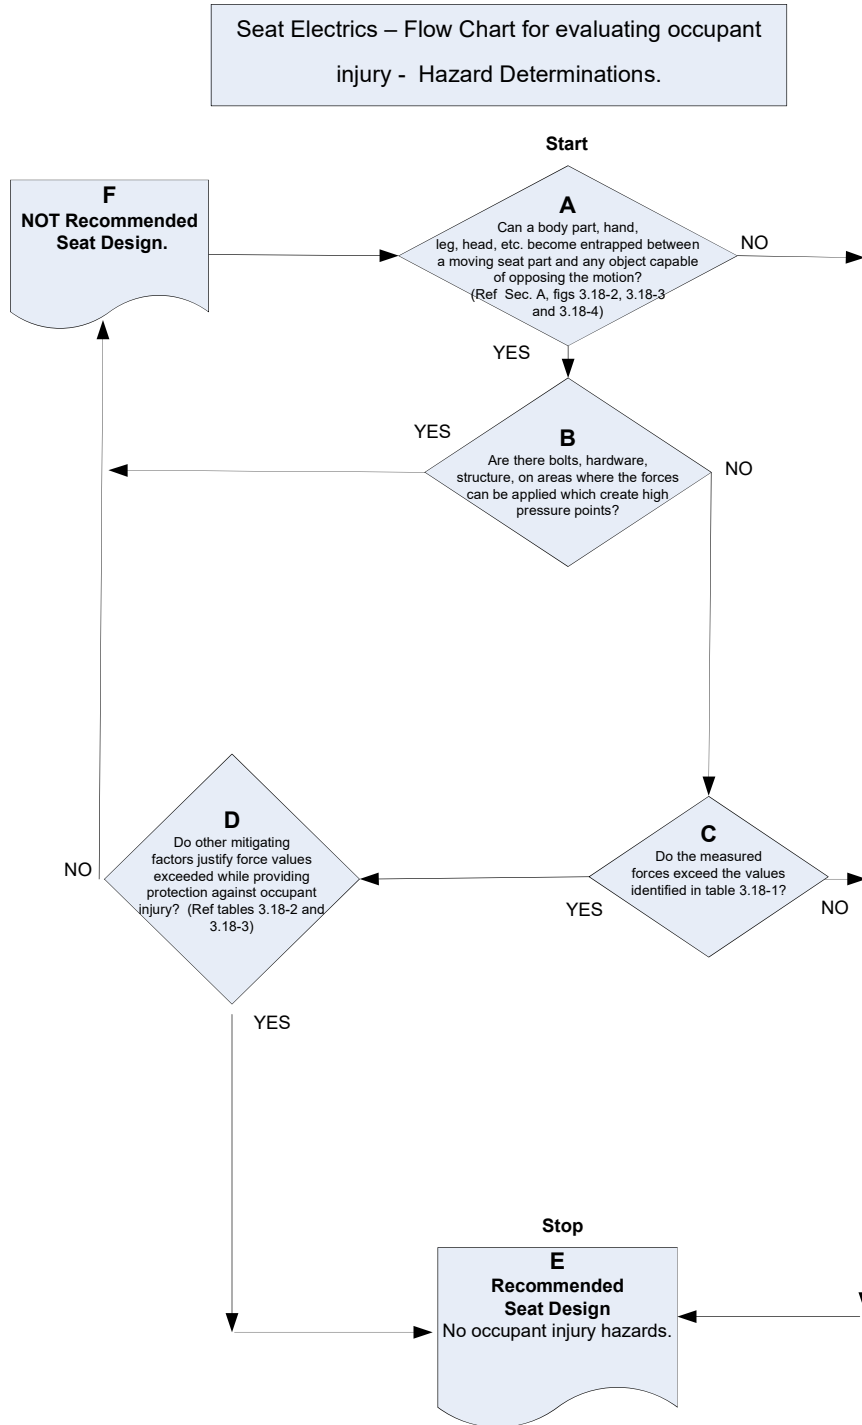 Seat Electrics – Flow Chart for evaluating occupant
injury -  Hazard Determinations.
Start
F
NOT Recommended
Seat Design.
A
Can a body part, hand,
leg, head, etc. become entrapped between
a moving seat part and any object capable
of opposing the motion?
(Ref  Sec. A, figs 3.18-2, 3.18-3
and 3.18-4)
NO
YES
B
Are there bolts, hardware,
structure, on areas where the forces
can be applied which create high
pressure points?
YES
NO
C
Do the measured
forces exceed the values
identified in table 3.18-1?
YES
NO
D
Do other mitigating
factors justify force values
exceeded while providing
protection against occupant
injury?  (Ref tables 3.18-2 and
3.18-3)
NO
YES
Stop
E
Recommended
Seat Design
No occupant injury hazards.